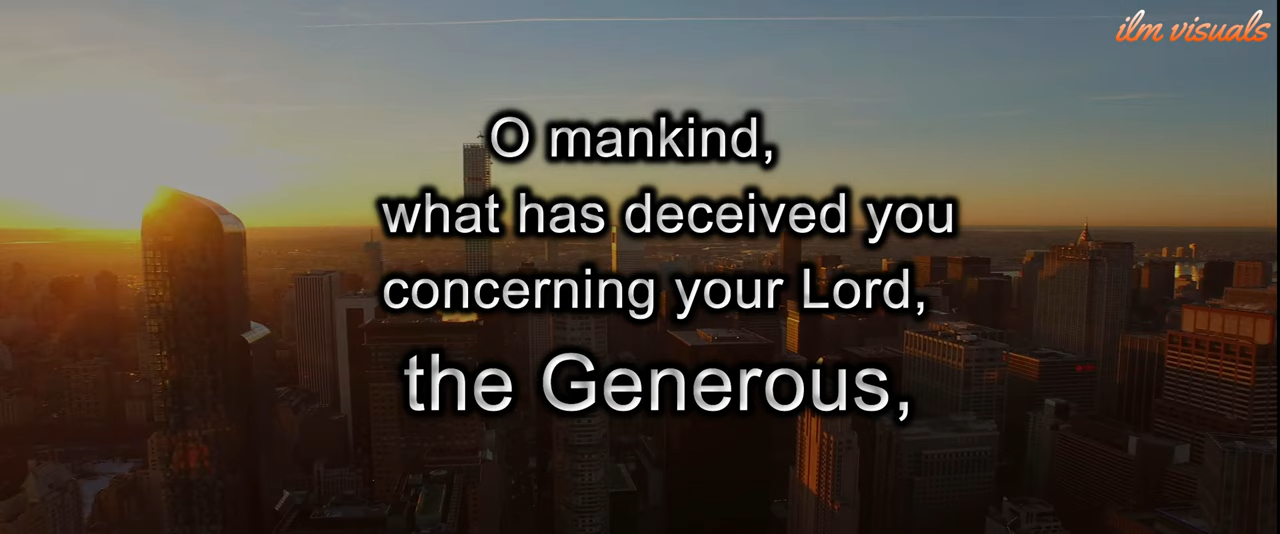 ilm visuals
O mankind,
what has deceived you
concerning your Lord,
the Generous,